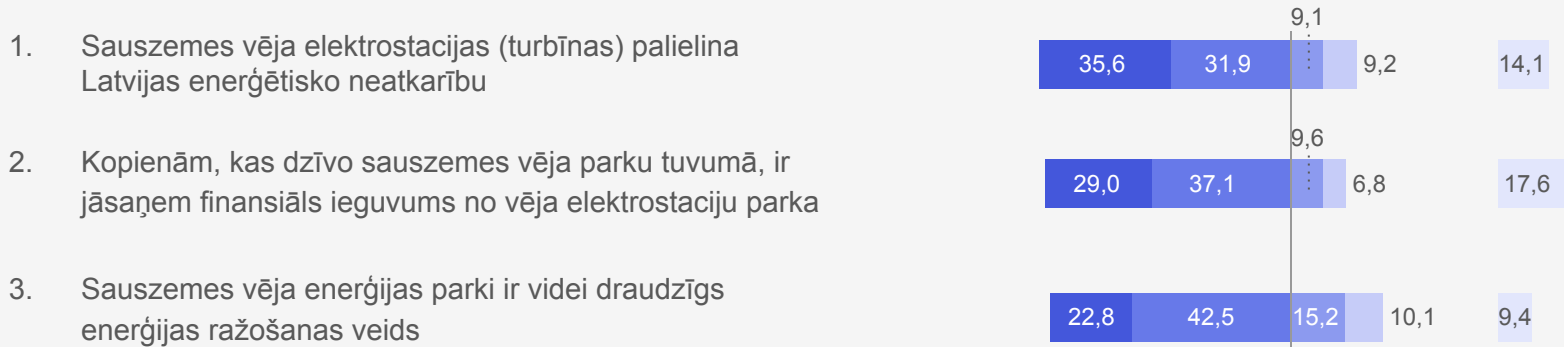 9,1
1. Sauszemes vēja elektrostacijas (turbīnas) palielina
Latvijas enerģētisko neatkarību
35,6 31,9 9,2 14,1
9,6
2. Kopienām, kas dzīvo sauszemes vēja parku tuvumā, ir
jāsaņem finansiāls ieguvums no vēja elektrostaciju parka
29,0 37,1 6,8 17,6
3. Sauszemes vēja enerģijas parki ir videi draudzīgs
enerģijas ražošanas veids
22,8 42,5 15,2 10,1 9,4